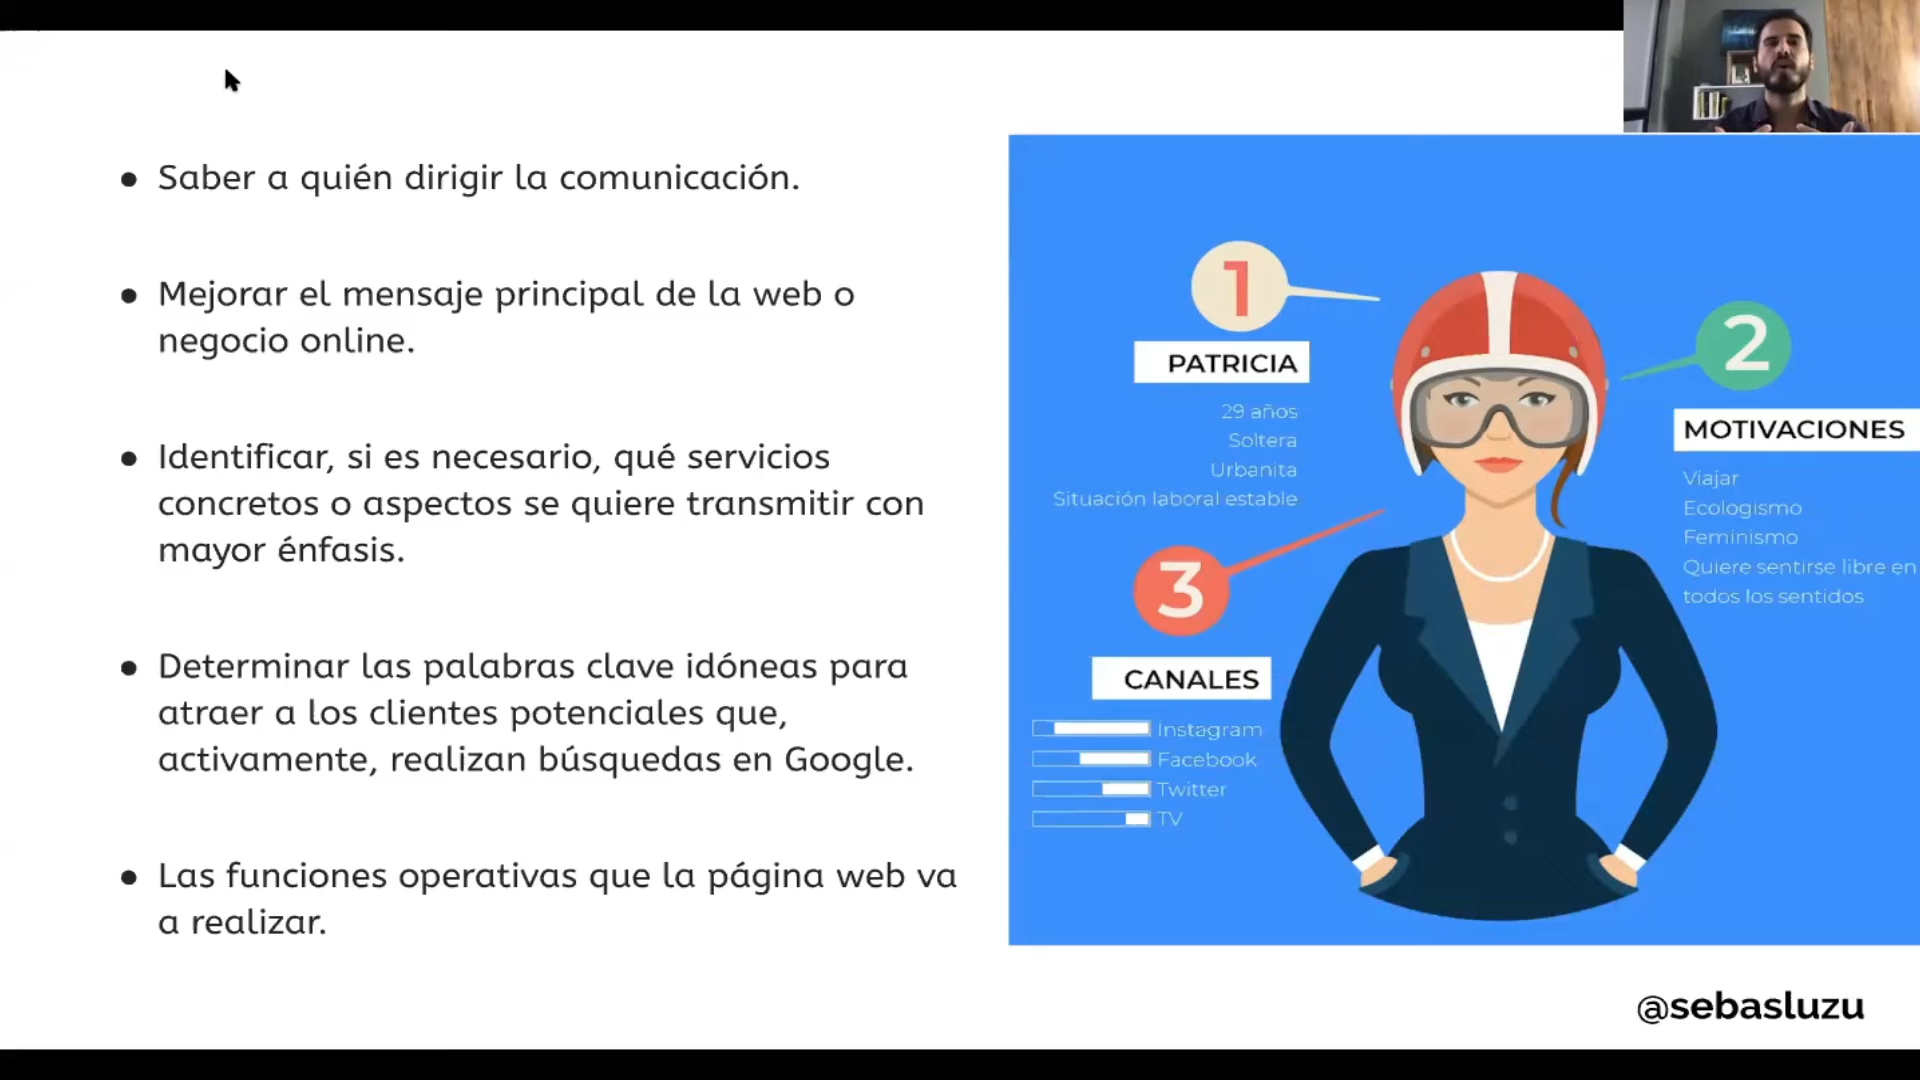 ● Saber a quién dirigir la comunicación.
● Mejorar el mensaje principal de la web o
negocio online.
● Identificar, si es necesario, qué servicios
concretos o aspectos se quiere transmitir con
mayor énfasis.
● Determinar las palabras clave idóneas para
atraer a los clientes potenciales que,
activamente, realizan búsquedas en Google.
● Las funciones operativas que la página web va
a realizar.
1
PATRICIA
29 años
Soltera
Urbanita
Situación laboral estable
2
MOTIVACIONES
Viajar
Ecologismo
Feminismo
Quiere sentirse libre en
todos los sentidos
3
CANALES
Instagram
Facebook
Twitter
TV
@sebasluzu